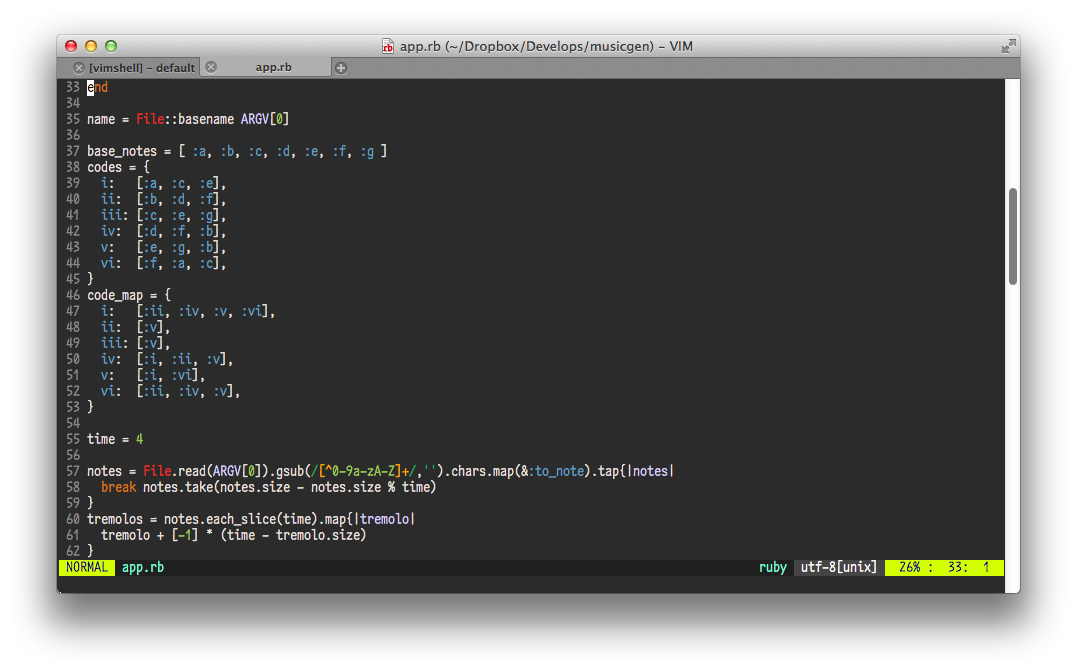 app.rb (~/Dropbox/Develops/musicgen) – VIM
[vimshell] – default app.rb
33 end
34
35 name = File::basename ARGV[0]
36
37 base_notes = [ :a, :b, :c, :d, :e, :f, :g ]
38 codes = {
39   i:   [:a, :c, :e],
40   ii:  [:b, :d, :f],
41   iii: [:c, :e, :g],
42   iv:  [:d, :f, :b],
43   v:   [:e, :g, :b],
44   vi:  [:f, :a, :c],
45 }
46 code_map = {
47   i:   [:ii, :iv, :v, :vi],
48   ii:  [:v],
49   iii: [:v],
50   iv:  [:i, :ii, :v],
51   v:   [:i, :vi],
52   vi:  [:ii, :iv, :v],
53 }
54
55 time = 4
56
57 notes = File.read(ARGV[0]).gsub(/[^0-9a-zA-Z]+/,'').chars.map(&:to_note).tap{|notes|
58   break notes.take(notes.size - notes.size % time)
59 }
60 tremolos = notes.each_slice(time).map{|tremolo|
61   tremolo + [-1] * (time - tremolo.size)
62 }
NORMAL app.rb ruby utf-8[unix] 26% : 33: 1